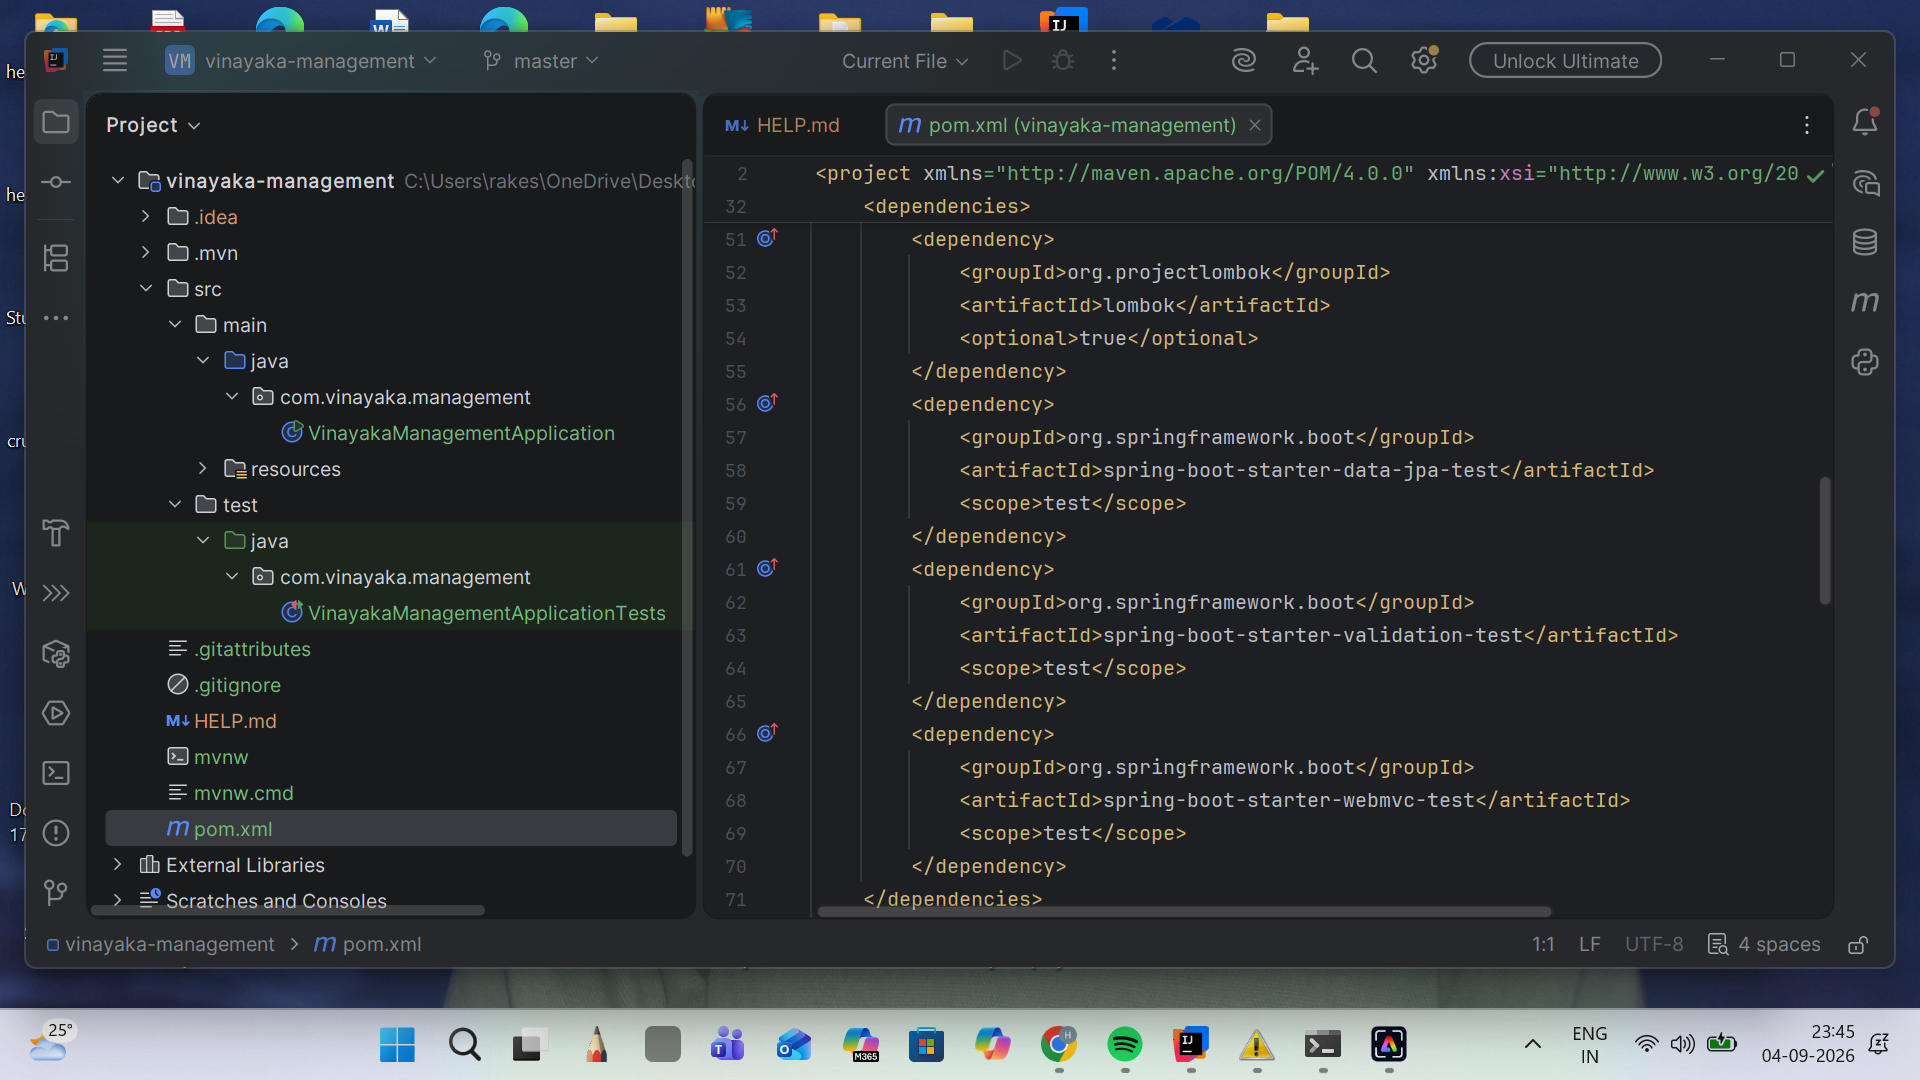 he
he
Stu
cru
W
Do
17
VM vinayaka-management
master
Current File
Unlock Ultimate
Project
vinayaka-management C:\Users\rakes\OneDrive\Deskto
.idea
.mvn
src
main
java
com.vinayaka.management
VinayakaManagementApplication
resources
test
java
com.vinayaka.management
VinayakaManagementApplicationTests
.gitattributes
.gitignore
M↓ HELP.md
mvnw
mvnw.cmd
m pom.xml
External Libraries
Scratches and Consoles
M↓ HELP.md
m pom.xml (vinayaka-management)
2 <project xmlns="http://maven.apache.org/POM/4.0.0" xmlns:xsi="http://www.w3.org/20
32 <dependencies>
51 <dependency>
52 <groupId>org.projectlombok</groupId>
53 <artifactId>lombok</artifactId>
54 <optional>true</optional>
55 </dependency>
56 <dependency>
57 <groupId>org.springframework.boot</groupId>
58 <artifactId>spring-boot-starter-data-jpa-test</artifactId>
59 <scope>test</scope>
60 </dependency>
61 <dependency>
62 <groupId>org.springframework.boot</groupId>
63 <artifactId>spring-boot-starter-validation-test</artifactId>
64 <scope>test</scope>
65 </dependency>
66 <dependency>
67 <groupId>org.springframework.boot</groupId>
68 <artifactId>spring-boot-starter-webmvc-test</artifactId>
69 <scope>test</scope>
70 </dependency>
71 </dependencies>
vinayaka-management > m pom.xml
1:1 LF UTF-8 4 spaces
25°
M365
ENG
IN
23:45
04-09-2026